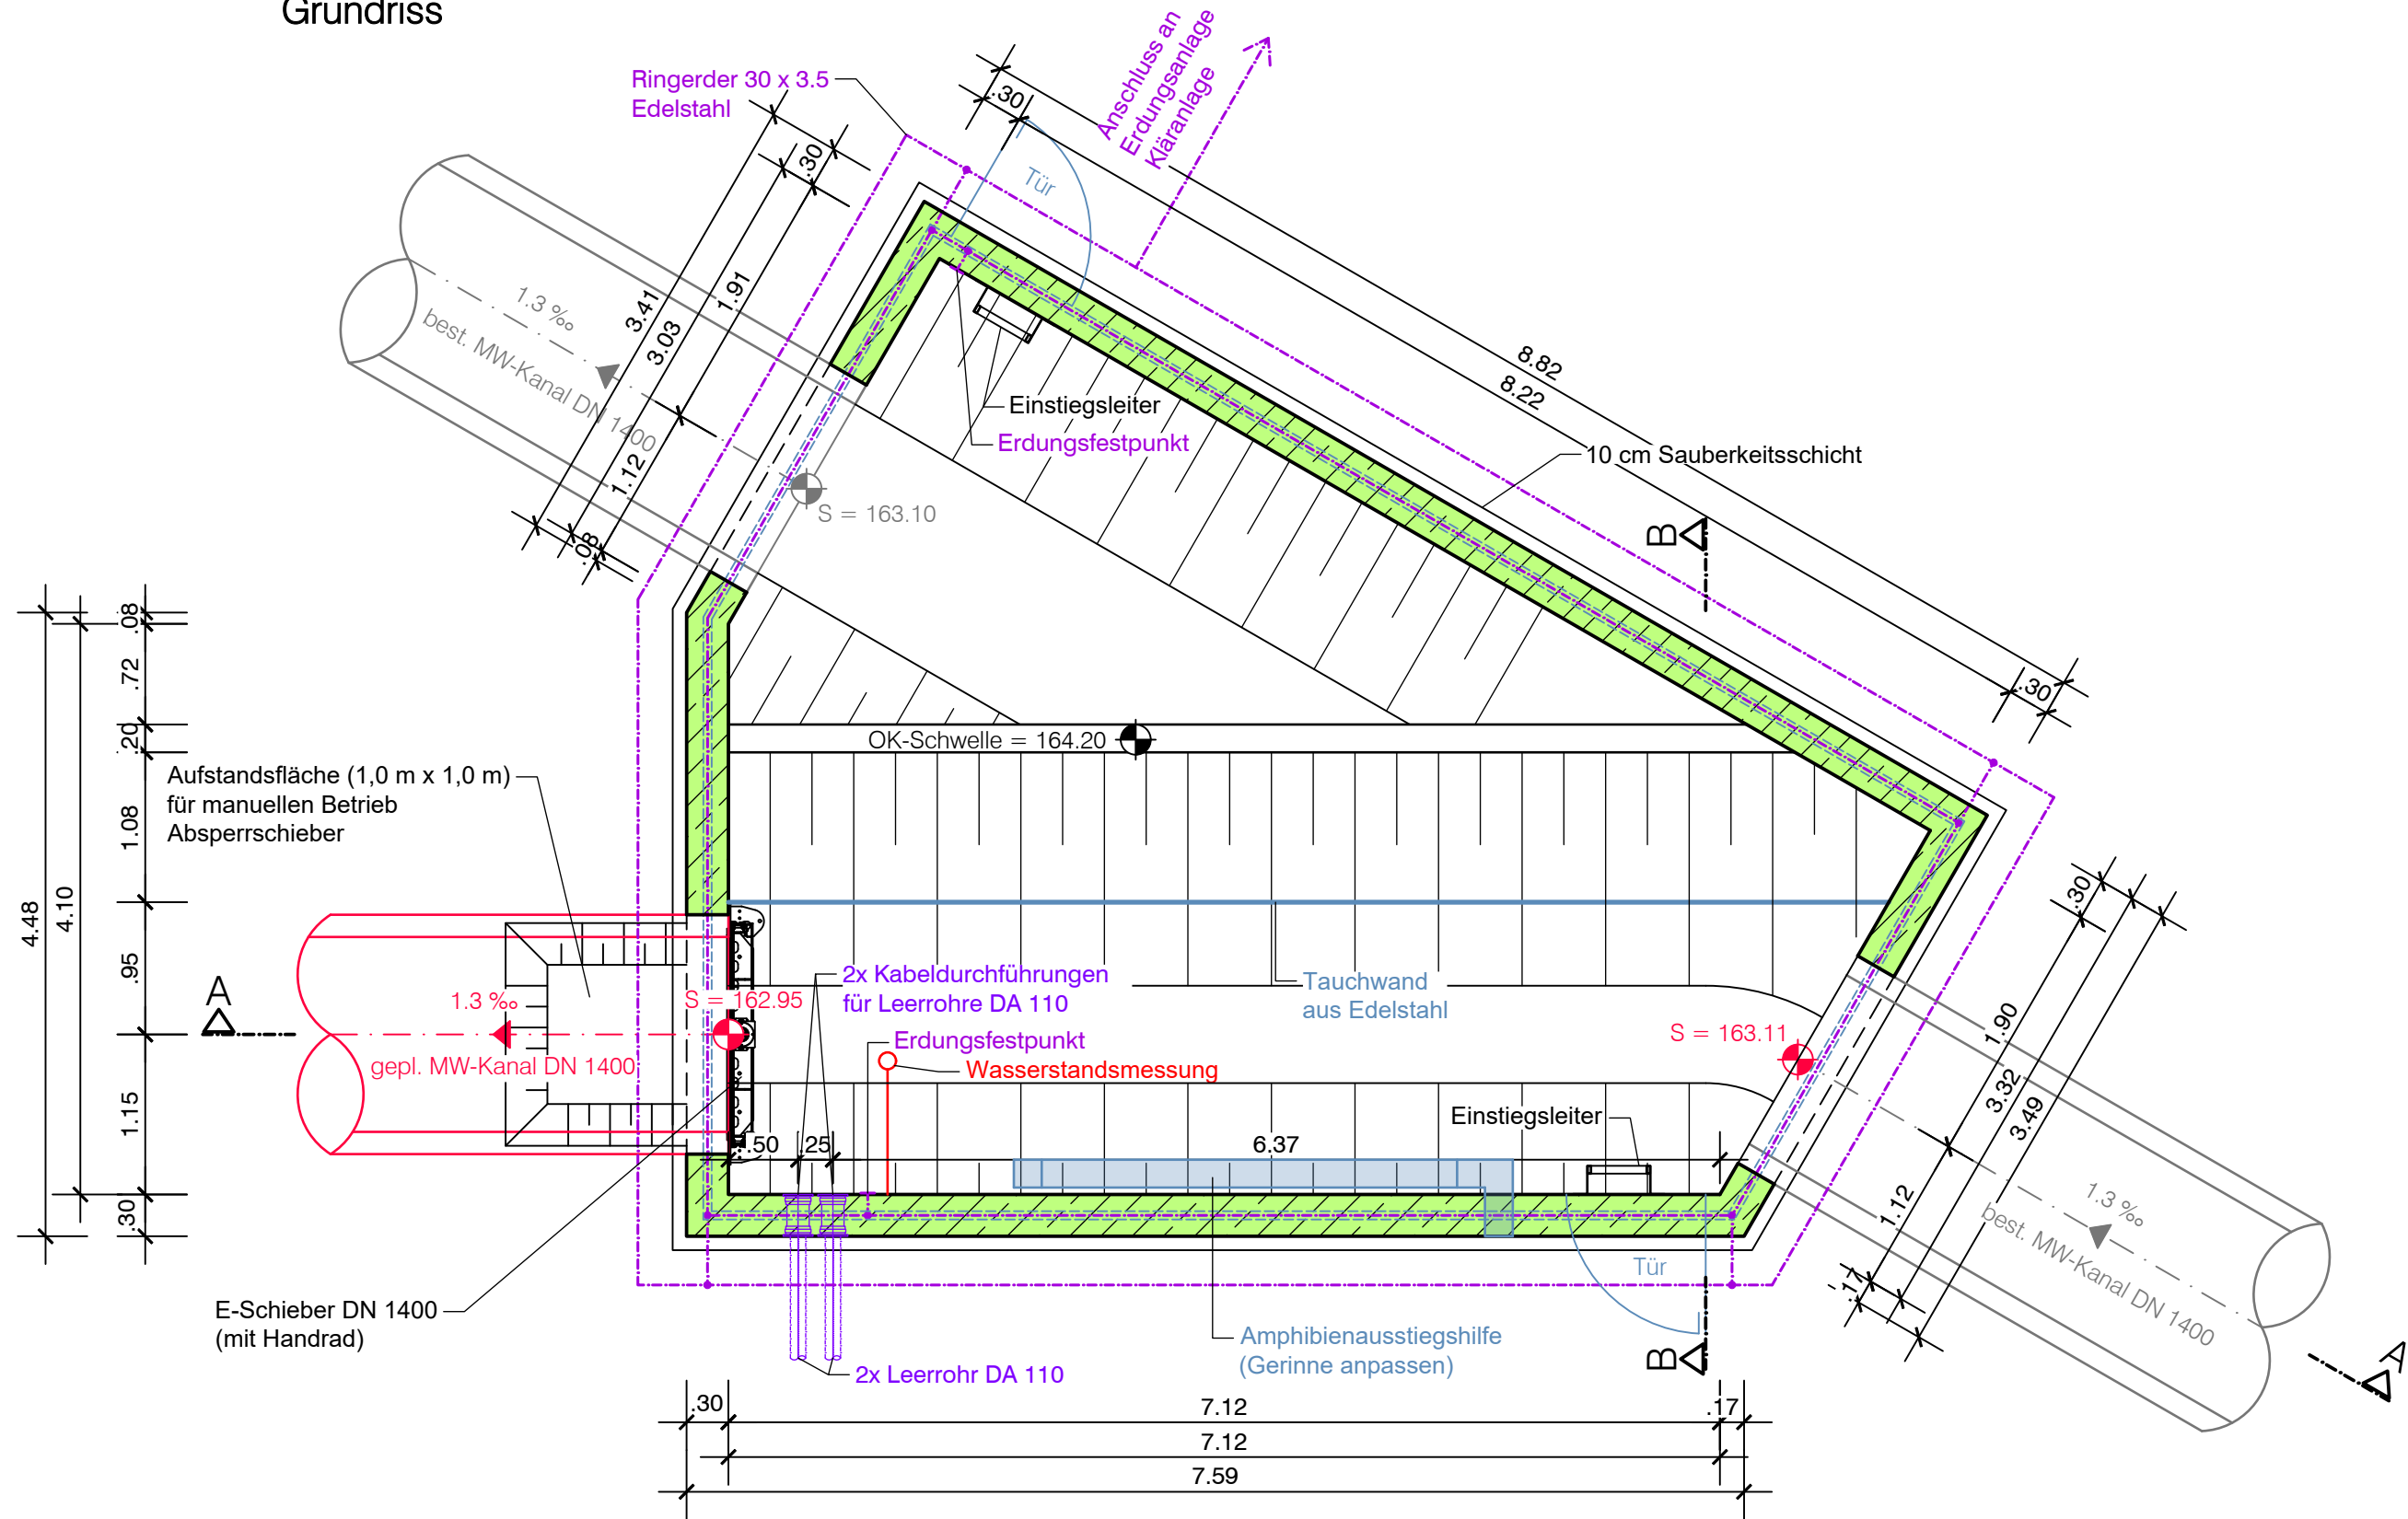 Grundriss
Ringerder 30 x 3.5
Edelstahl
Anschluss an
Erdungsanlage
Kläranlage
Tür
.30
.30
3.41
3.03
1.91
1.12
.08
1.3 ‰
best. MW-Kanal DN 1400
S = 163.10
Einstiegsleiter
Erdungsfestpunkt
8.82
8.22
10 cm Sauberkeitsschicht
B
.30
OK-Schwelle = 164.20
.08
.72
.20
1.08
.95
1.15
.30
4.48
4.10
Aufstandsfläche (1,0 m x 1,0 m)
für manuellen Betrieb
Absperrschieber
A
1.3 ‰
gepl. MW-Kanal DN 1400
S = 162.95
2x Kabeldurchführungen
für Leerrohre DA 110
Erdungsfestpunkt
Wasserstandsmessung
Tauchwand
aus Edelstahl
S = 163.11
Einstiegsleiter
.50
.25
6.37
.30
1.90
3.32
3.49
1.12
.17
1.3 ‰
best. MW-Kanal DN 1400
A
Tür
B
E-Schieber DN 1400
(mit Handrad)
Amphibienausstiegshilfe
(Gerinne anpassen)
2x Leerrohr DA 110
.30
7.12
.17
7.12
7.59